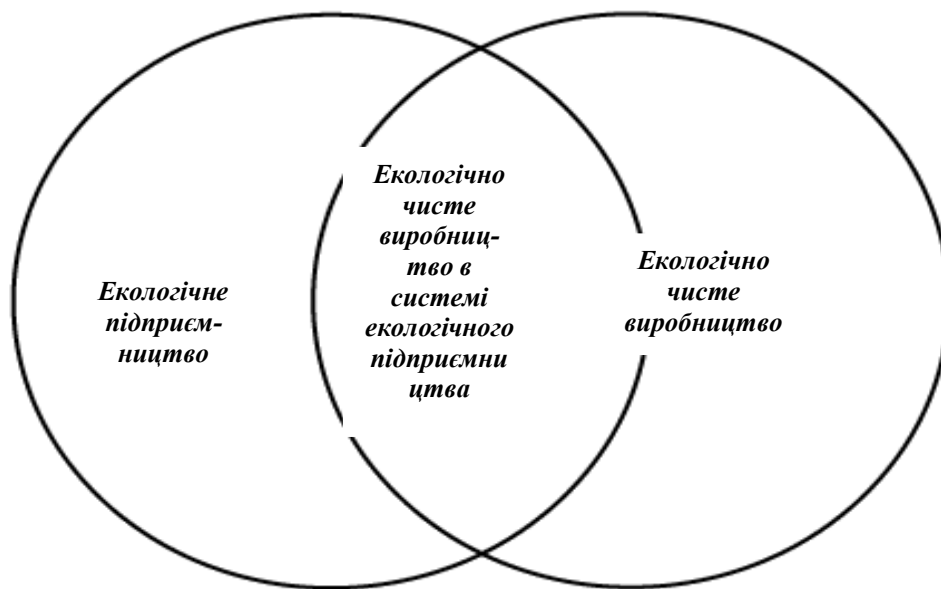 Екологічне
підприєм-
ництво
Екологічно
чисте
виробниц-
тво в
системі
екологічного
підприємни
цтва
Екологічно
чисте
виробництво